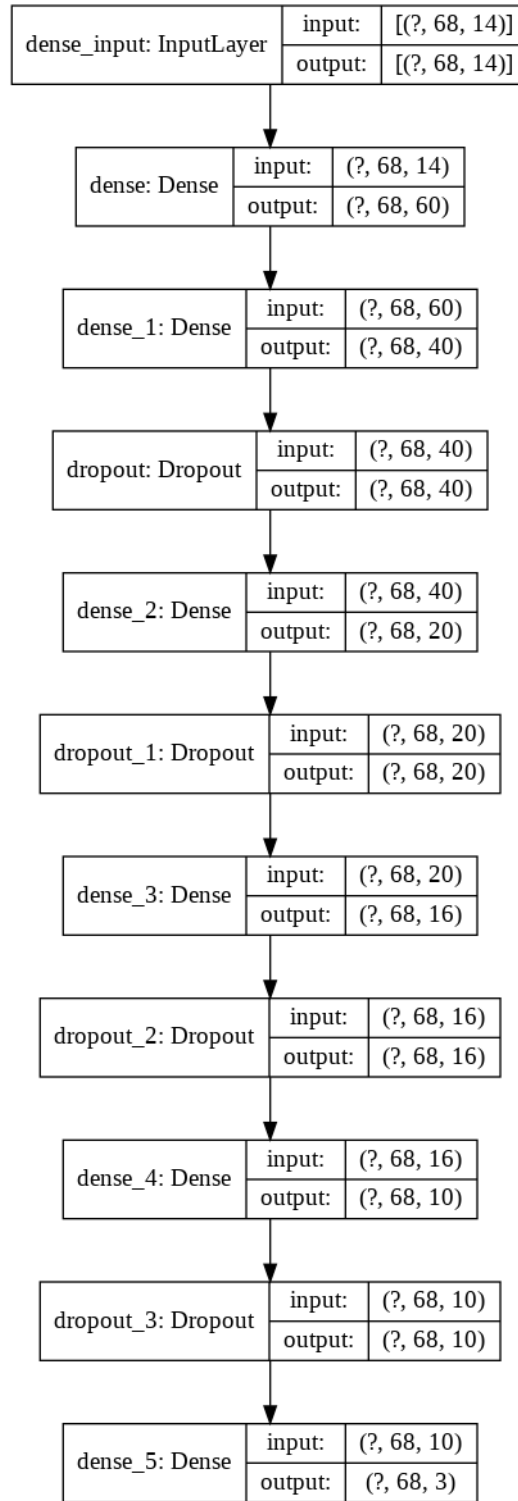 dense_input: InputLayer
input: [(?, 68, 14)]
output: [(?, 68, 14)]
dense: Dense
input: (?, 68, 14)
output: (?, 68, 60)
dense_1: Dense
input: (?, 68, 60)
output: (?, 68, 40)
dropout: Dropout
input: (?, 68, 40)
output: (?, 68, 40)
dense_2: Dense
input: (?, 68, 40)
output: (?, 68, 20)
dropout_1: Dropout
input: (?, 68, 20)
output: (?, 68, 20)
dense_3: Dense
input: (?, 68, 20)
output: (?, 68, 16)
dropout_2: Dropout
input: (?, 68, 16)
output: (?, 68, 16)
dense_4: Dense
input: (?, 68, 16)
output: (?, 68, 10)
dropout_3: Dropout
input: (?, 68, 10)
output: (?, 68, 10)
dense_5: Dense
input: (?, 68, 10)
output: (?, 68, 3)